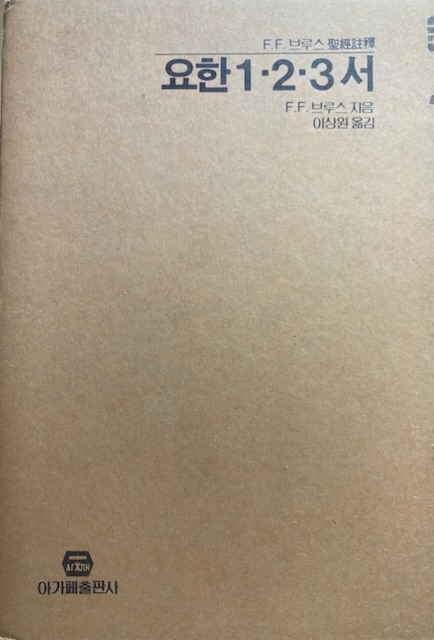 F.F. 브루스 聖經註釋
요한 1·2·3 서
F.F. 브루스 지음
이상원 옮김
ΑΓΑΠΗ
아가페출판사